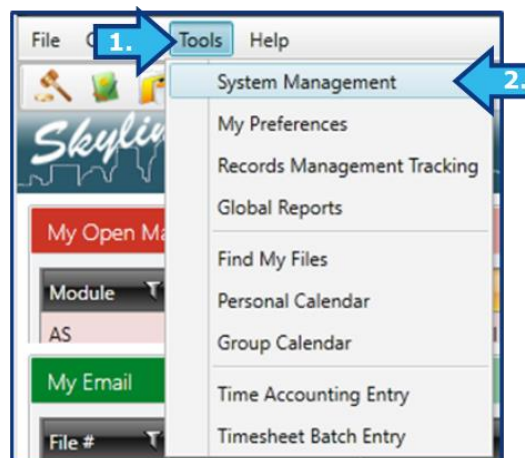 File
1.
Tools
Help
System Management
2.
My Preferences
Records Management Tracking
Global Reports
My Open
Find My Files
Module
Personal Calendar
AS
Group Calendar
My Email
Time Accounting Entry
File #
Timesheet Batch Entry